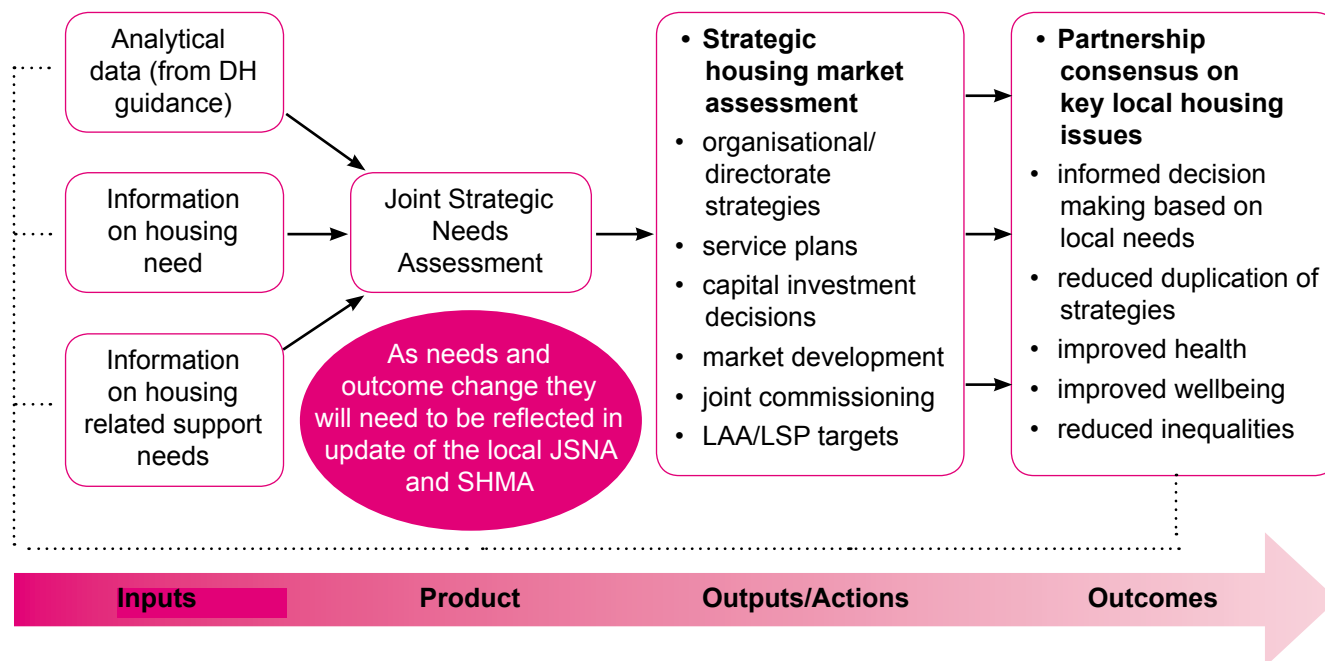 Analytical
data (from DH
guidance)
Information
on housing
need
Information
on housing
related support
needs
Joint Strategic
Needs
Assessment
As needs and
outcome change they
will need to be reflected in
update of the local JSNA
and SHMA
• Strategic
housing market
assessment
• organisational/
directorate
strategies
• service plans
• capital investment
decisions
• market development
• joint commissioning
• LAA/LSP targets
• Partnership
consensus on
key local housing
issues
• informed decision
making based on
local needs
• reduced duplication of
strategies
• improved health
• improved wellbeing
• reduced inequalities
Inputs
Product
Outputs/Actions
Outcomes